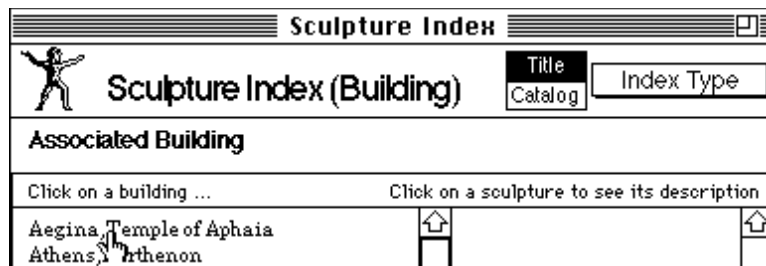 Sculpture Index
Sculpture Index (Building)
Title
Catalog
Index Type
Associated Building
Click on a building ...
Click on a sculpture to see its description
Aegina, Temple of Aphaia
Athens,